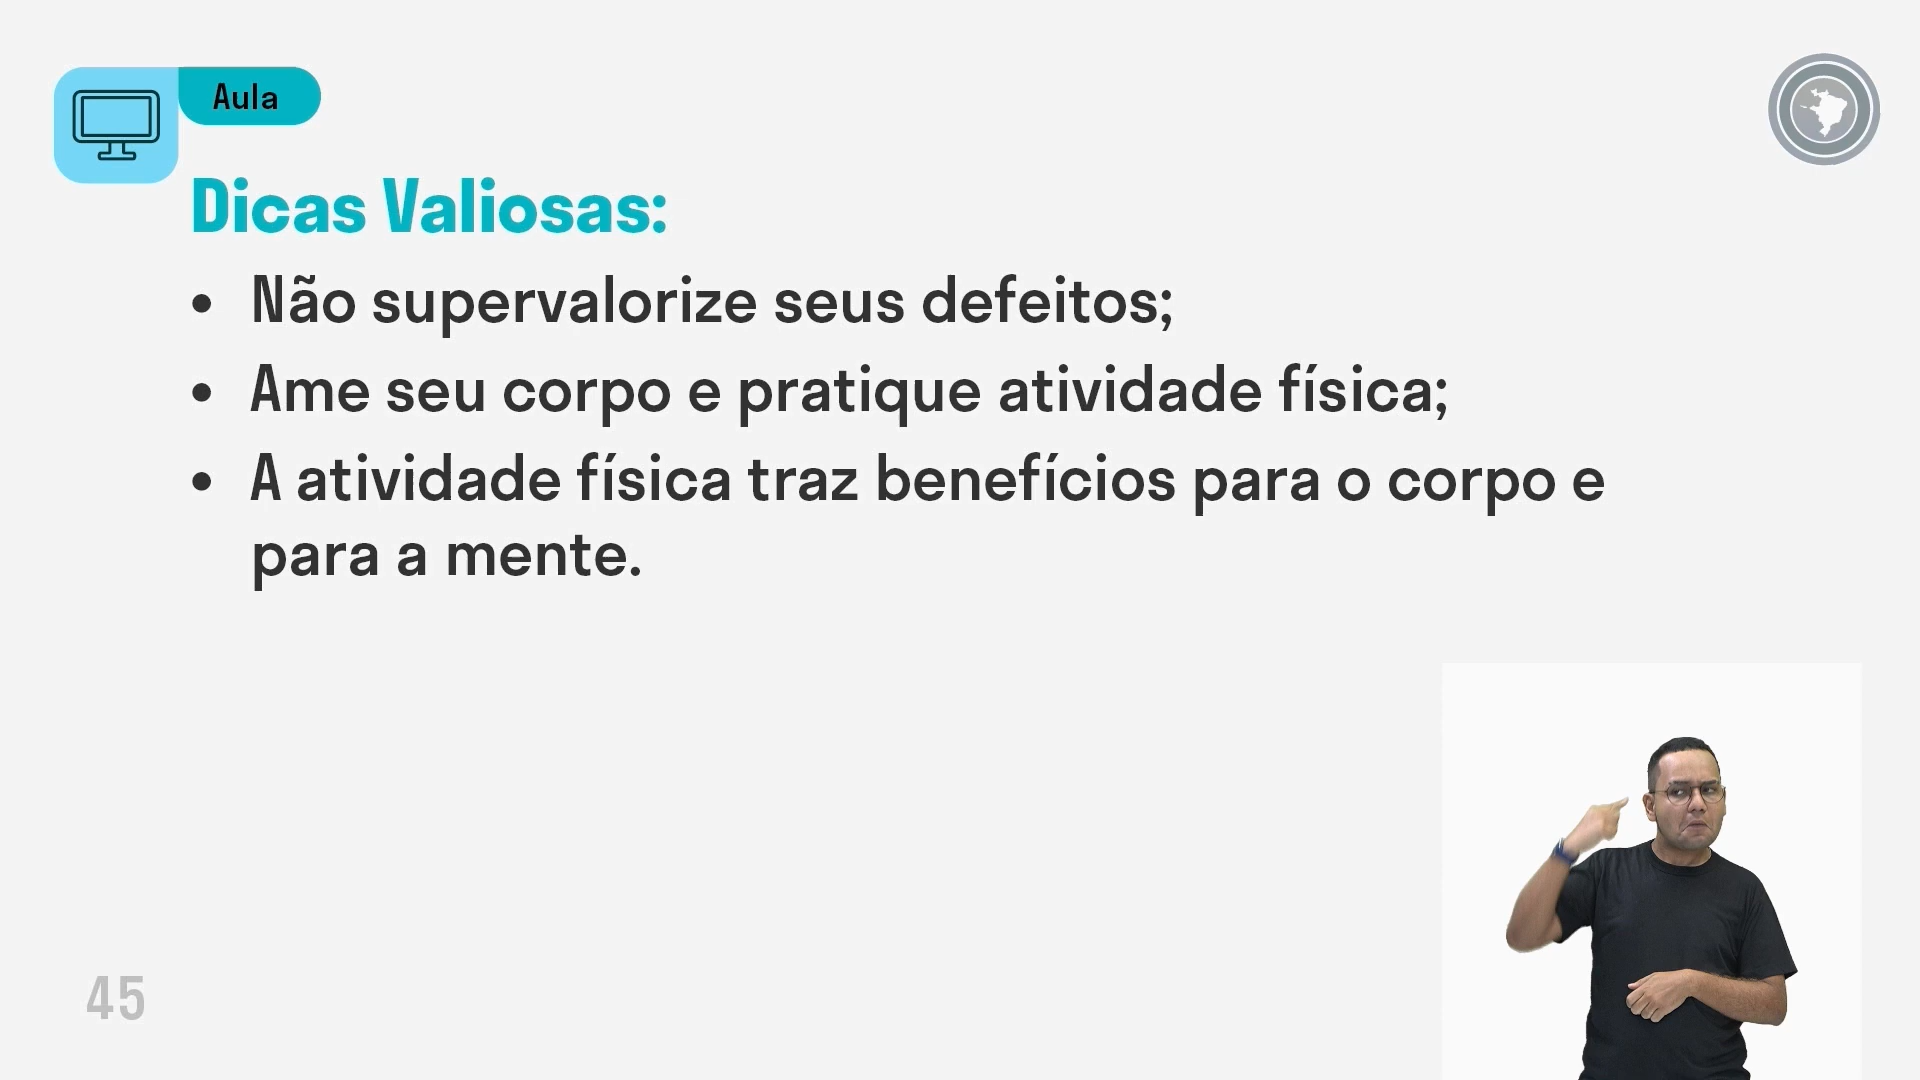 Aula
Dicas Valiosas:
• Não supervalorize seus defeitos;
• Ame seu corpo e pratique atividade física;
• A atividade física traz benefícios para o corpo e
para a mente.
45